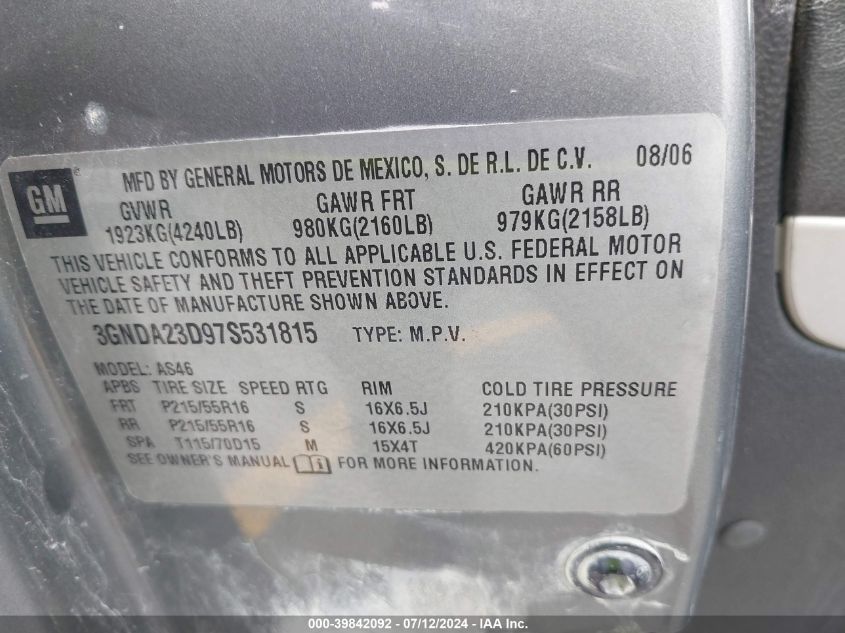 GM
MFD BY GENERAL MOTORS DE MEXICO, S. DE R.L. DE C.V. 08/06
GVWR GAWR FRT GAWR RR
1923KG(4240LB) 980KG(2160LB) 979KG(2158LB)
THIS VEHICLE CONFORMS TO ALL APPLICABLE U.S. FEDERAL MOTOR
VEHICLE SAFETY AND THEFT PREVENTION STANDARDS IN EFFECT ON
THE DATE OF MANUFACTURE SHOWN ABOVE.
3GNDA23D97S531815 TYPE: M.P.V.
MODEL: AS46
APBS TIRE SIZE SPEED RTG RIM COLD TIRE PRESSURE
FRT P215/55R16 S 16X6.5J 210KPA(30PSI)
RR P215/55R16 S 16X6.5J 210KPA(30PSI)
SPA T115/70D15 M 15X4T 420KPA(60PSI)
SEE OWNER'S MANUAL FOR MORE INFORMATION.
000-39842092 - 07/12/2024 - IAA Inc.